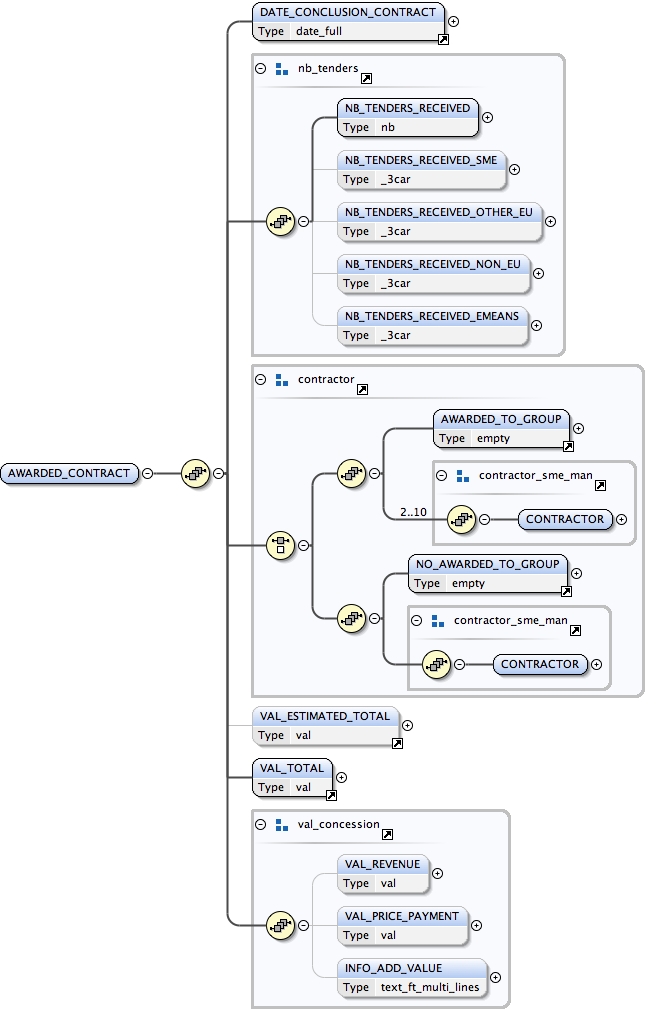 DATE_CONCLUSION_CONTRACT
Type date_full
nb_tenders
NB_TENDERS_RECEIVED
Type nb
NB_TENDERS_RECEIVED_SME
Type _3car
NB_TENDERS_RECEIVED_OTHER_EU
Type _3car
NB_TENDERS_RECEIVED_NON_EU
Type _3car
NB_TENDERS_RECEIVED_EMEANS
Type _3car
contractor
AWARDED_TO_GROUP
Type empty
AWARDED_CONTRACT
contractor_sme_man
2..10
CONTRACTOR
NO_AWARDED_TO_GROUP
Type empty
contractor_sme_man
CONTRACTOR
VAL_ESTIMATED_TOTAL
Type val
VAL_TOTAL
Type val
val_concession
VAL_REVENUE
Type val
VAL_PRICE_PAYMENT
Type val
INFO_ADD_VALUE
Type text_ft_multi_lines